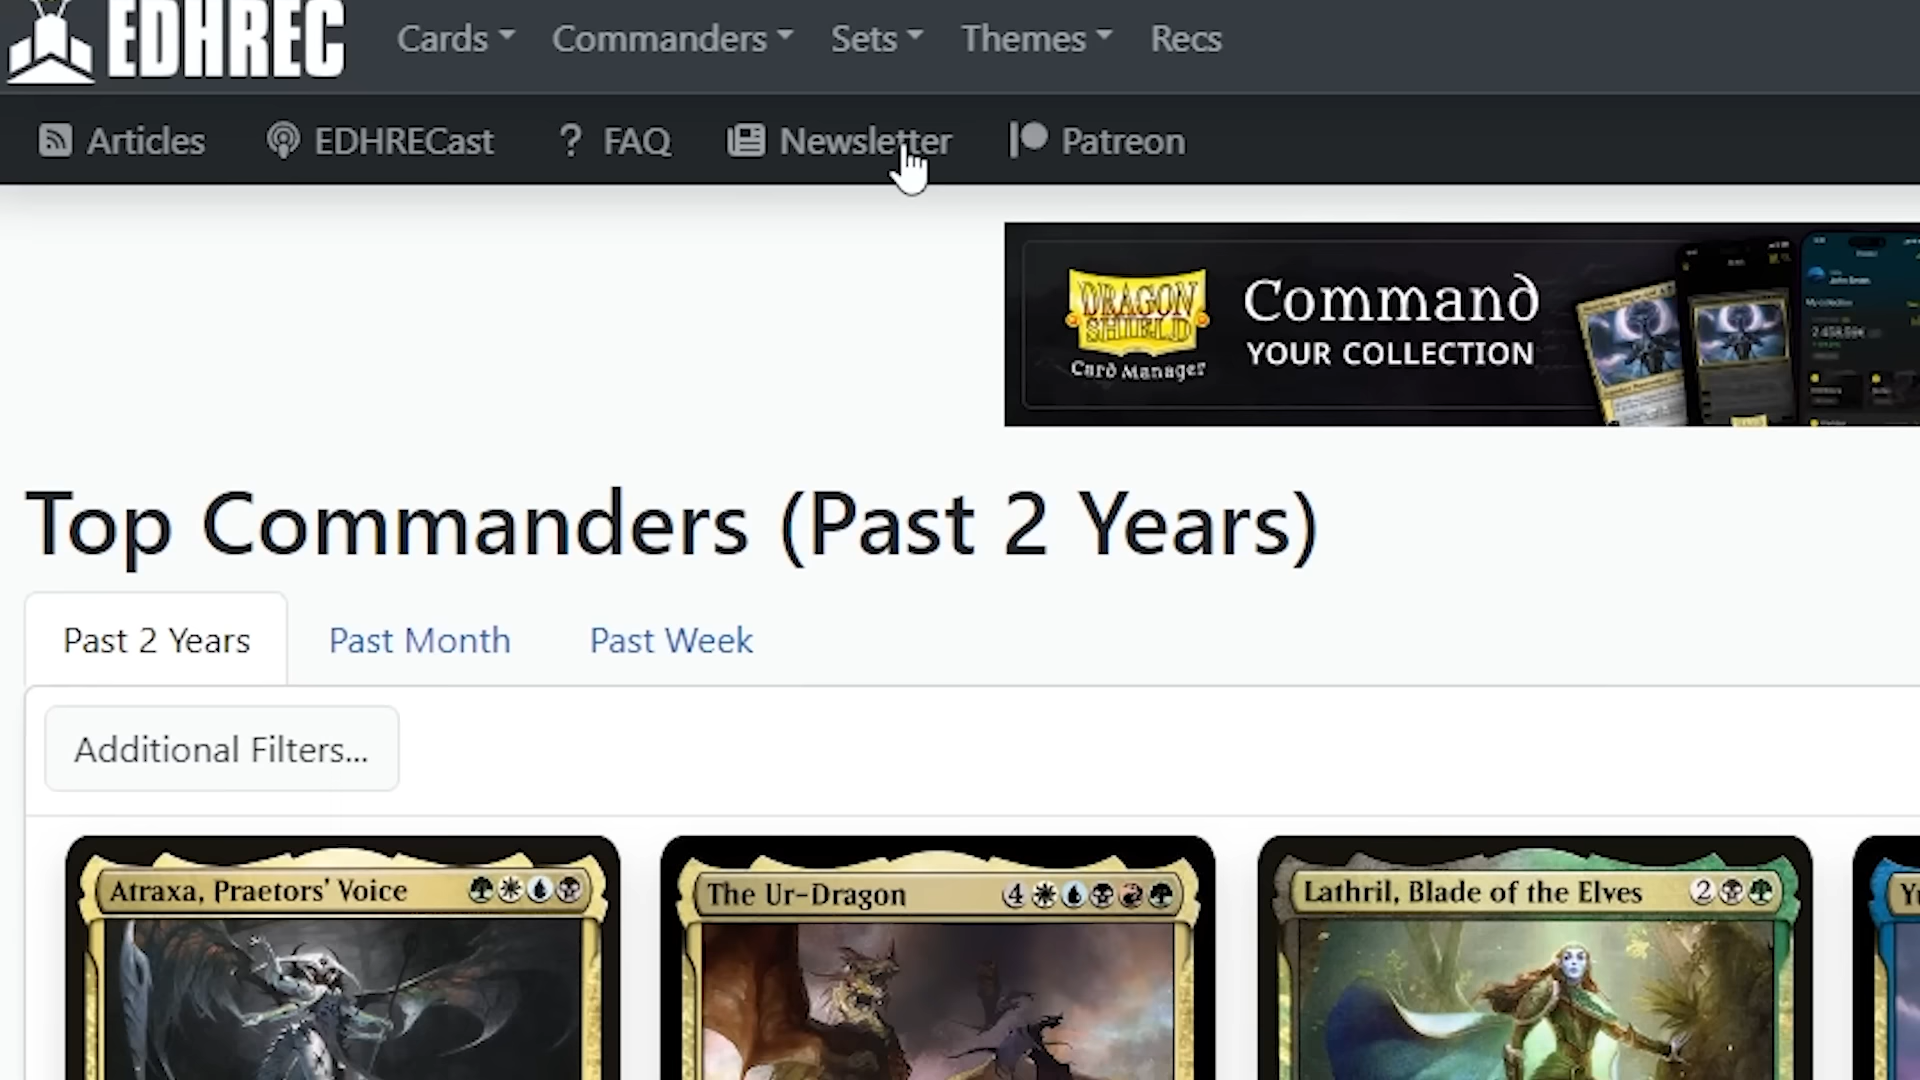 EDHREC Cards Commanders Sets Themes Recs
Articles EDHRECast ? FAQ Newsletter Patreon
DRAGON SHIELD
Card Manager
Command
YOUR COLLECTION
Top Commanders (Past 2 Years)
Past 2 Years Past Month Past Week
Additional Filters...
Atraxa, Praetors' Voice
The Ur-Dragon 4
Lathril, Blade of the Elves 2